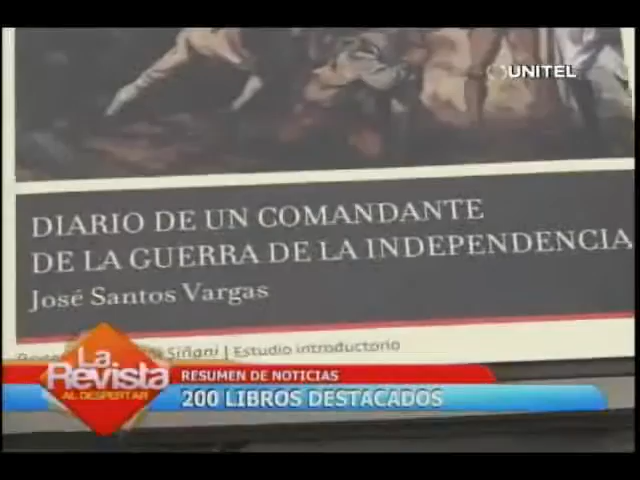 UNITEL
DIARIO DE UN COMANDANTE
DE LA GUERRA DE LA INDEPENDENCIA
José Santos Vargas
Siñani | Estudio introductorio
La
Revista
AL DESPERTAR
RESUMEN DE NOTICIAS
200 LIBROS DESTACADOS